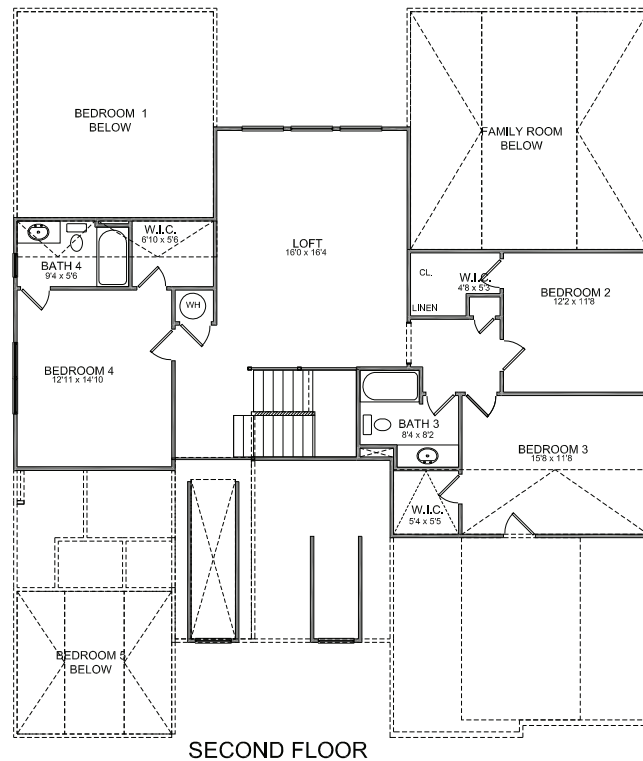 BEDROOM 1
BELOW
FAMILY ROOM
BELOW
W.I.C.
6'10 x 5'6
BATH 4
9'4 x 5'6
LOFT
16'0 x 16'4
CL.
W.I.C.
4'8 x 5'3
LINEN
BEDROOM 2
12'2 x 11'8
WH
BEDROOM 4
12'11 x 14'10
BATH 3
8'4 x 8'2
BEDROOM 3
15'8 x 11'8
W.I.C.
5'4 x 5'5
BEDROOM 5
BELOW
SECOND FLOOR